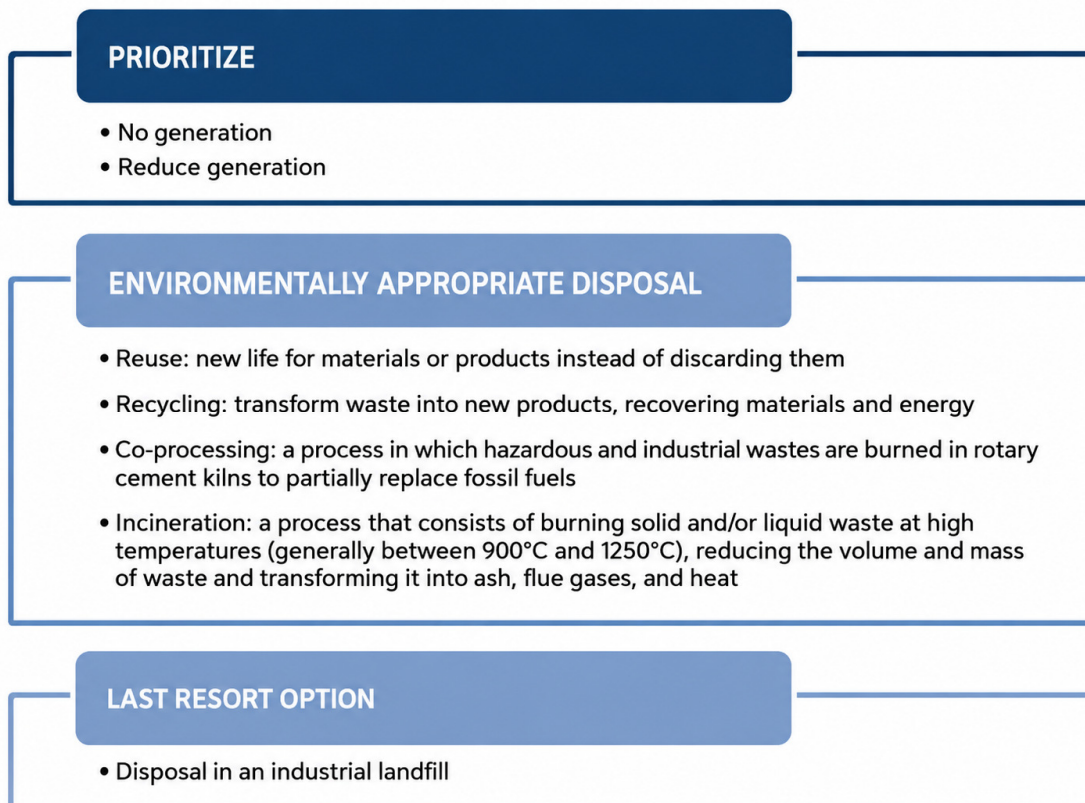 PRIORITIZE
• No generation
• Reduce generation
ENVIRONMENTALLY APPROPRIATE DISPOSAL
• Reuse: new life for materials or products instead of discarding them
• Recycling: transform waste into new products, recovering materials and energy
• Co-processing: a process in which hazardous and industrial wastes are burned in rotary
cement kilns to partially replace fossil fuels
• Incineration: a process that consists of burning solid and/or liquid waste at high
temperatures (generally between 900°C and 1250°C), reducing the volume and mass
of waste and transforming it into ash, flue gases, and heat
LAST RESORT OPTION
• Disposal in an industrial landfill